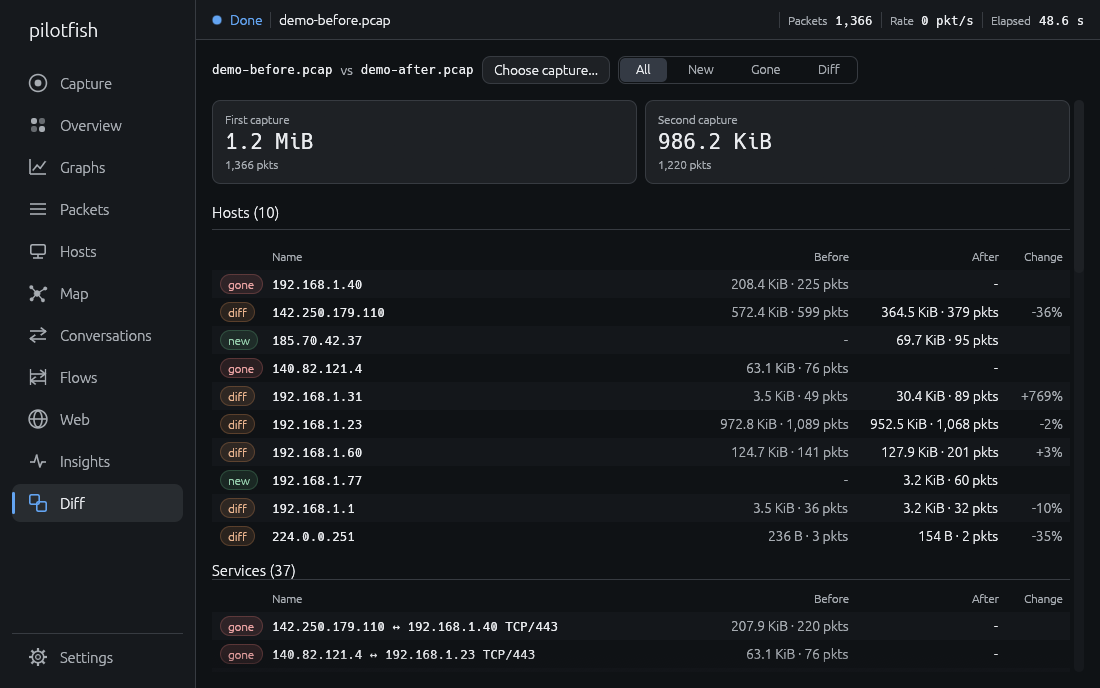 pilotfish
Capture
Overview
Graphs
Packets
Hosts
Map
Conversations
Flows
Web
Insights
Diff
Settings
Done demo-before.pcap Packets 1,366 Rate 0 pkt/s Elapsed 48.6 s
demo-before.pcap vs demo-after.pcap Choose capture... All New Gone Diff
First capture
1.2 MiB
1,366 pkts
Second capture
986.2 KiB
1,220 pkts
Hosts (10)
Name Before After Change
gone 192.168.1.40 208.4 KiB · 225 pkts -
diff 142.250.179.110 572.4 KiB · 599 pkts 364.5 KiB · 379 pkts -36%
new 185.70.42.37 - 69.7 KiB · 95 pkts
gone 140.82.121.4 63.1 KiB · 76 pkts -
diff 192.168.1.31 3.5 KiB · 49 pkts 30.4 KiB · 89 pkts +769%
diff 192.168.1.23 972.8 KiB · 1,089 pkts 952.5 KiB · 1,068 pkts -2%
diff 192.168.1.60 124.7 KiB · 141 pkts 127.9 KiB · 201 pkts +3%
new 192.168.1.77 - 3.2 KiB · 60 pkts
diff 192.168.1.1 3.5 KiB · 36 pkts 3.2 KiB · 32 pkts -10%
diff 224.0.0.251 236 B · 3 pkts 154 B · 2 pkts -35%
Services (37)
Name Before After Change
gone 142.250.179.110 ↔ 192.168.1.40 TCP/443 207.9 KiB · 220 pkts -
gone 140.82.121.4 ↔ 192.168.1.23 TCP/443 63.1 KiB · 76 pkts -